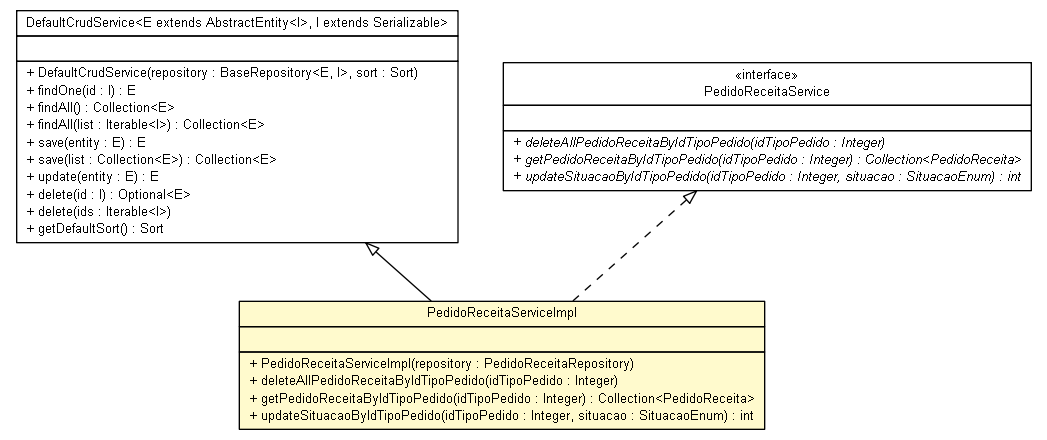 DefaultCrudService<E extends AbstractEntity<I>, I extends Serializable>
+ DefaultCrudService(repository : BaseRepository<E, I>, sort : Sort)
+ findOne(id : I) : E
+ findAll() : Collection<E>
+ findAll(list : Iterable<I>) : Collection<E>
+ save(entity : E) : E
+ save(list : Collection<E>) : Collection<E>
+ update(entity : E) : E
+ delete(id : I) : Optional<E>
+ delete(ids : Iterable<I>)
+ getDefaultSort() : Sort
«interface»
PedidoReceitaService
+ deleteAllPedidoReceitaByIdTipoPedido(idTipoPedido : Integer)
+ getPedidoReceitaByIdTipoPedido(idTipoPedido : Integer) : Collection<PedidoReceita>
+ updateSituacaoByIdTipoPedido(idTipoPedido : Integer, situacao : SituacaoEnum) : int
PedidoReceitaServiceImpl
+ PedidoReceitaServiceImpl(repository : PedidoReceitaRepository)
+ deleteAllPedidoReceitaByIdTipoPedido(idTipoPedido : Integer)
+ getPedidoReceitaByIdTipoPedido(idTipoPedido : Integer) : Collection<PedidoReceita>
+ updateSituacaoByIdTipoPedido(idTipoPedido : Integer, situacao : SituacaoEnum) : int